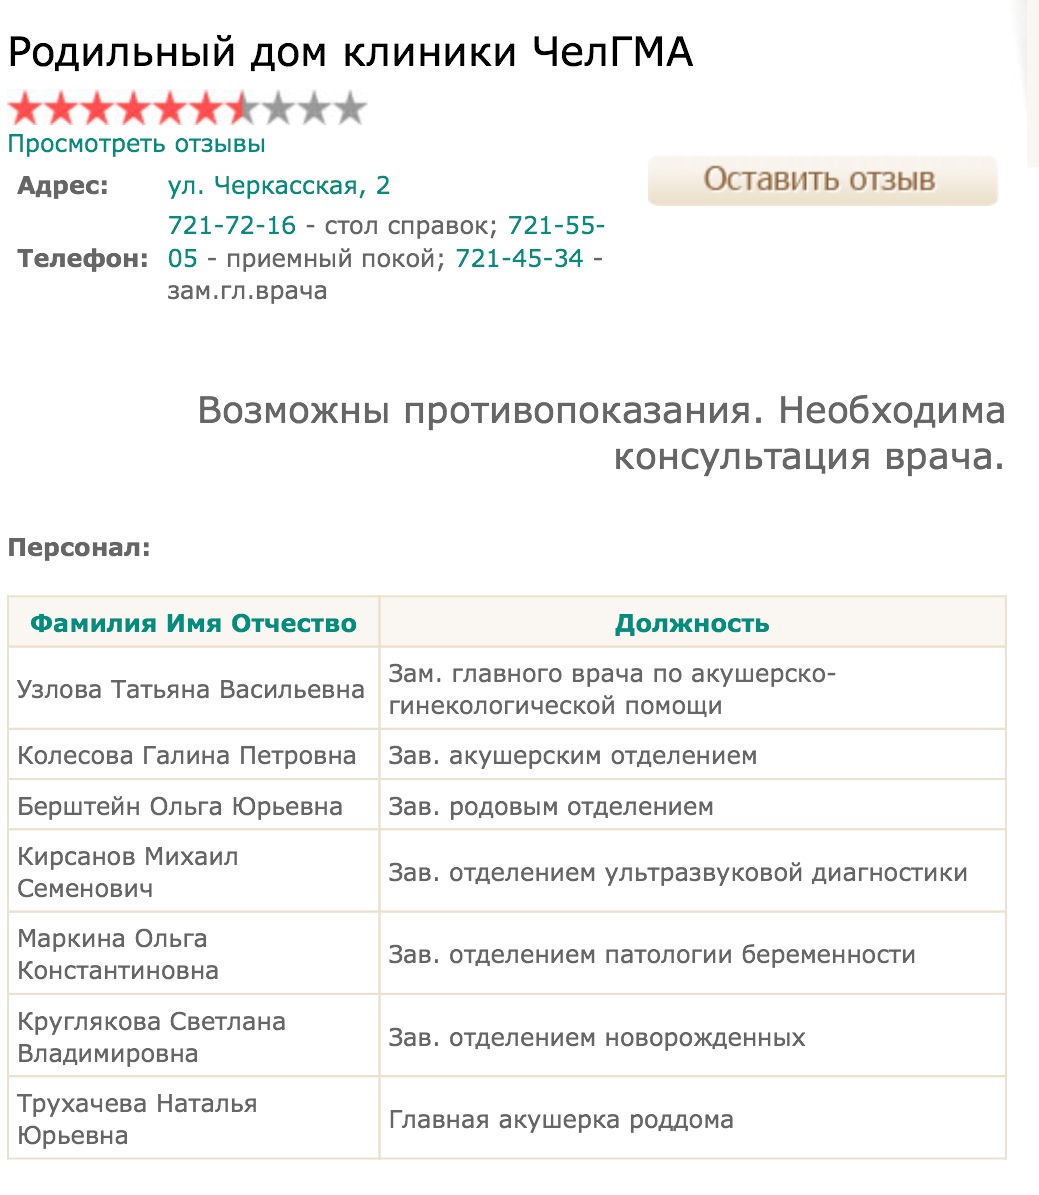 Родильный дом клиники ЧелГМА
Просмотреть отзывы
Адрес: ул. Черкасская, 2
Оставить отзыв
Телефон: 721-72-16 - стол справок; 721-55-
05 - приемный покой; 721-45-34 -
зам.гл.врача
Возможны противопоказания. Необходима
консультация врача.
Персонал:
Фамилия Имя Отчество Должность
Узлова Татьяна Васильевна Зам. главного врача по акушерско-
гинекологической помощи
Колесова Галина Петровна Зав. акушерским отделением
Берштейн Ольга Юрьевна Зав. родовым отделением
Кирсанов Михаил
Семенович Зав. отделением ультразвуковой диагностики
Маркина Ольга
Константиновна Зав. отделением патологии беременности
Круглякова Светлана
Владимировна Зав. отделением новорожденных
Трухачева Наталья
Юрьевна Главная акушерка роддома